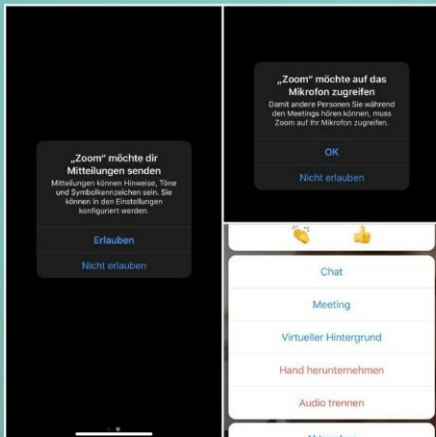 „Zoom“ möchte dir
Mitteilungen senden
Mitteilungen können Hinweise, Töne
und Symbolkennzeichen sein. Sie
können in den Einstellungen
konfiguriert werden.
Erlauben
Nicht erlauben
„Zoom“ möchte auf das
Mikrofon zugreifen
Damit andere Personen Sie während
den Meetings hören können, muss
Zoom auf Ihr Mikrofon zugreifen.
OK
Nicht erlauben
Chat
Meeting
Virtueller Hintergrund
Hand herunternehmen
Audio trennen